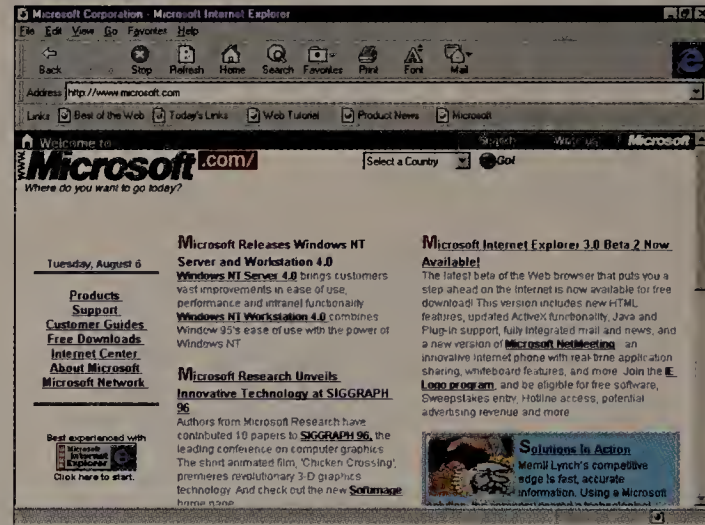 Microsoft Corporation - Microsoft Internet Explorer
File Edit View Go Favorites Help
Back Stop Refresh Home Search Favorites Print Font Mail
Address http://www.microsoft.com
Links Best of the Web Today's Links Web Tutorial Product News Microsoft
Welcome to
Search Microsoft
www.Microsoft.com/
Where do you want to go today?
Select a Country Go!
Tuesday, August 6
Products
Support
Customer Guides
Free Downloads
Internet Center
About Microsoft
Microsoft Network
Best experienced with
Microsoft
Internet
Explorer
Click here to start.
Microsoft Releases Windows NT
Server and Workstation 4.0
Windows NT Server 4.0 brings customers
vast improvements in ease of use,
performance and intranet functionality
Windows NT Workstation 4.0 combines
Window 95's ease of use with the power of
Windows NT
Microsoft Research Unveils
Innovative Technology at SIGGRAPH
96
Authors from Microsoft Research have
contributed 10 papers to SIGGRAPH 96, the
leading conference on computer graphics
The short animated film, 'Chicken Crossing',
premieres revolutionary 3-D graphics
technology And check out the new Softimage
home page
Microsoft Internet Explorer 3.0 Beta 2 Now
Available!
The latest beta of the Web browser that puts you a
step ahead on the Internet is now available for free
download! This version includes new HTML
features, updated ActiveX functionality, Java and
Plug-in support, fully integrated mail and news, and
a new version of Microsoft NetMeeting an
innovative internet phone with real-time application
sharing, whiteboard features, and more Join the IE
Logo program, and be eligible for free software,
Sweepstakes entry, Hotline access, potential
advertising revenue and more
Solutions In Action
Merrill Lynch's competitive
edge is fast, accurate
information. Using a Microsoft